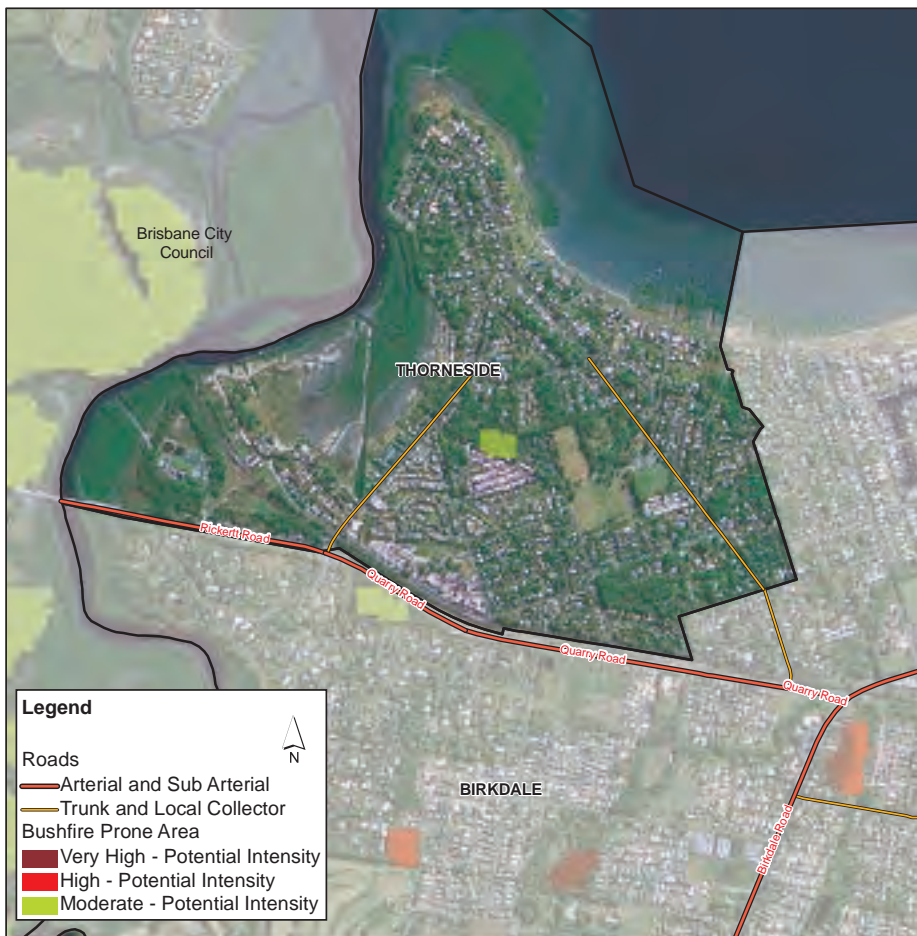 Brisbane City
Council
THORNESIDE
Rickertt Road
Quarry Road
Quarry Road
Quarry Road
BIRKDALE
Birkdale Road
Legend
N
Roads
Arterial and Sub Arterial
Trunk and Local Collector
Bushfire Prone Area
Very High - Potential Intensity
High - Potential Intensity
Moderate - Potential Intensity